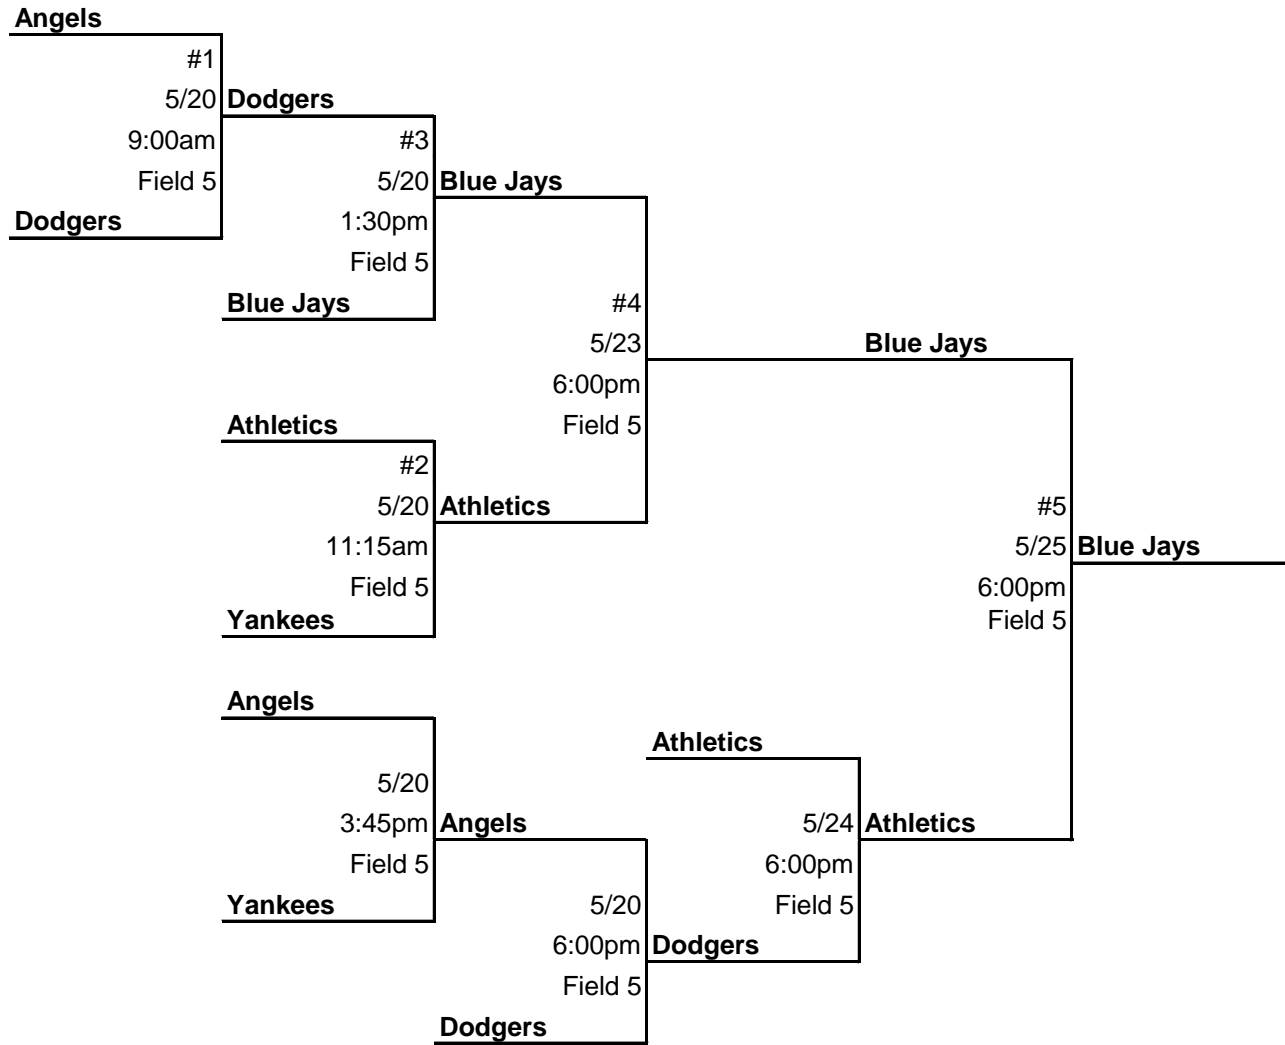 Angels
#1
5/20 Dodgers
9:00am #3
Field 5 5/20 Blue Jays
Dodgers 1:30pm
Field 5
Blue Jays #4
5/23 Blue Jays
6:00pm
Athletics Field 5
#2
5/20 Athletics #5
11:15am 5/25 Blue Jays
Field 5 6:00pm
Yankees Field 5
Angels
Athletics
5/20
3:45pm Angels 5/24 Athletics
Field 5 6:00pm
Yankees 5/20 Field 5
6:00pm Dodgers
Field 5
Dodgers